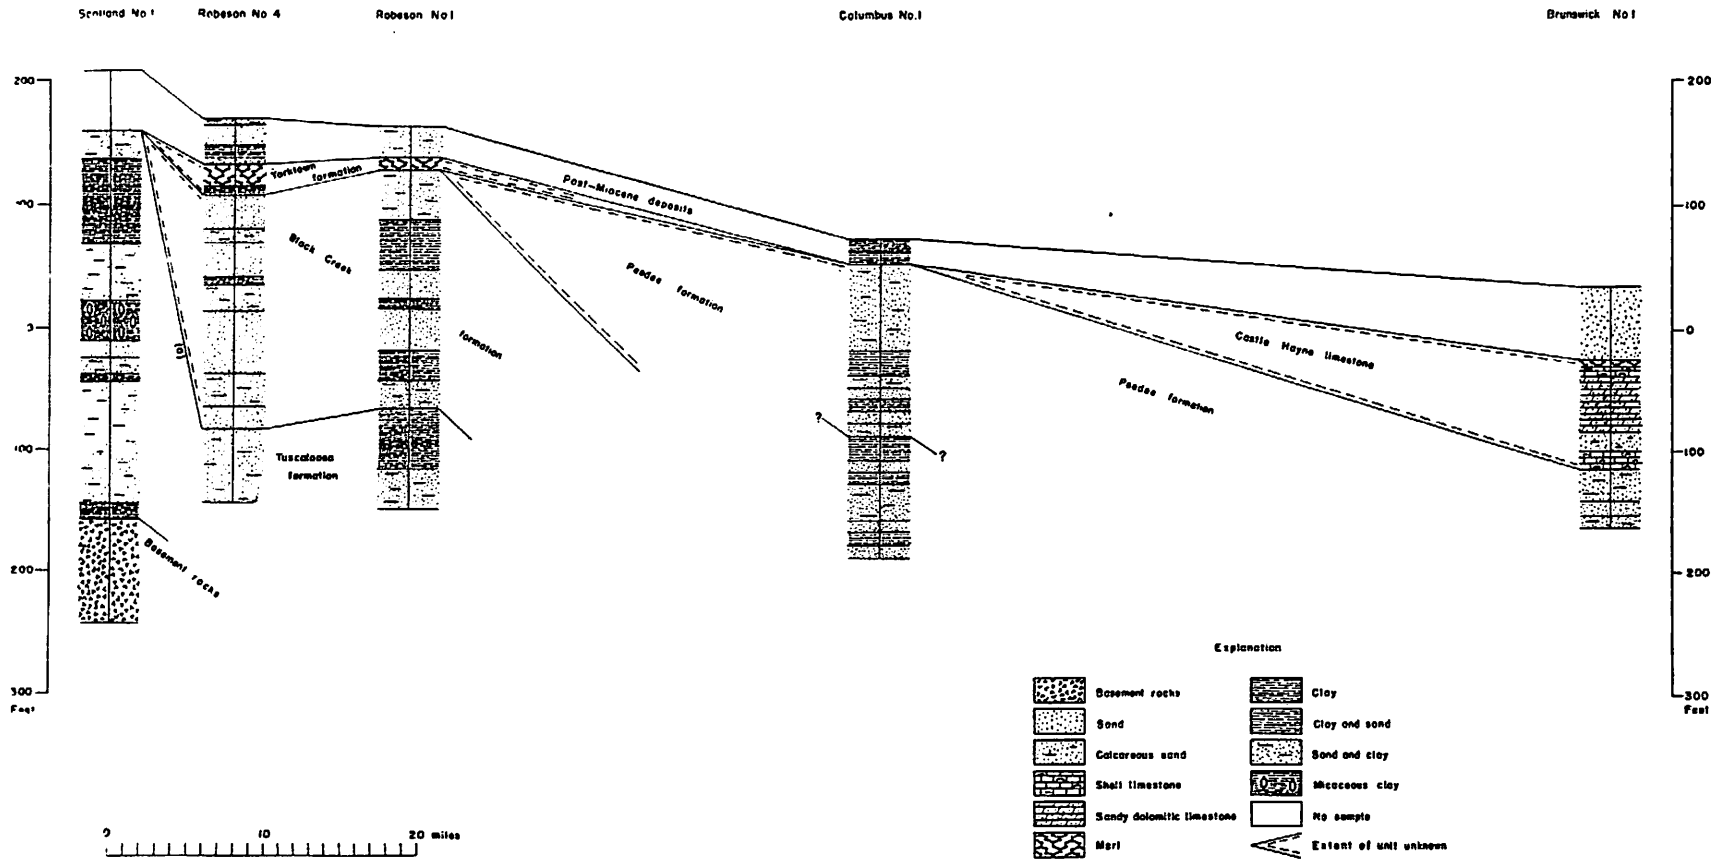 Scotland No.1
Robeson No 4
Robeson No 1
Columbus No.1
Brunswick No 1
200
200
100
0
0
100
100
200
200
300
Feet
300
Feet
Yorktown
formation
Post-Miocene deposits
Black Creek
formation
Peedee formation
Castle Hayne limestone
Peedee formation
?
?
Tuscaloosa
formation
Basement rocks
Explanation
Basement rocks
Clay
Sand
Clay and sand
Calcareous sand
Sand and clay
Shell limestone
Micaceous clay
Sandy dolomitic limestone
No sample
Marl
Extent of unit unknown
0 10 20 miles